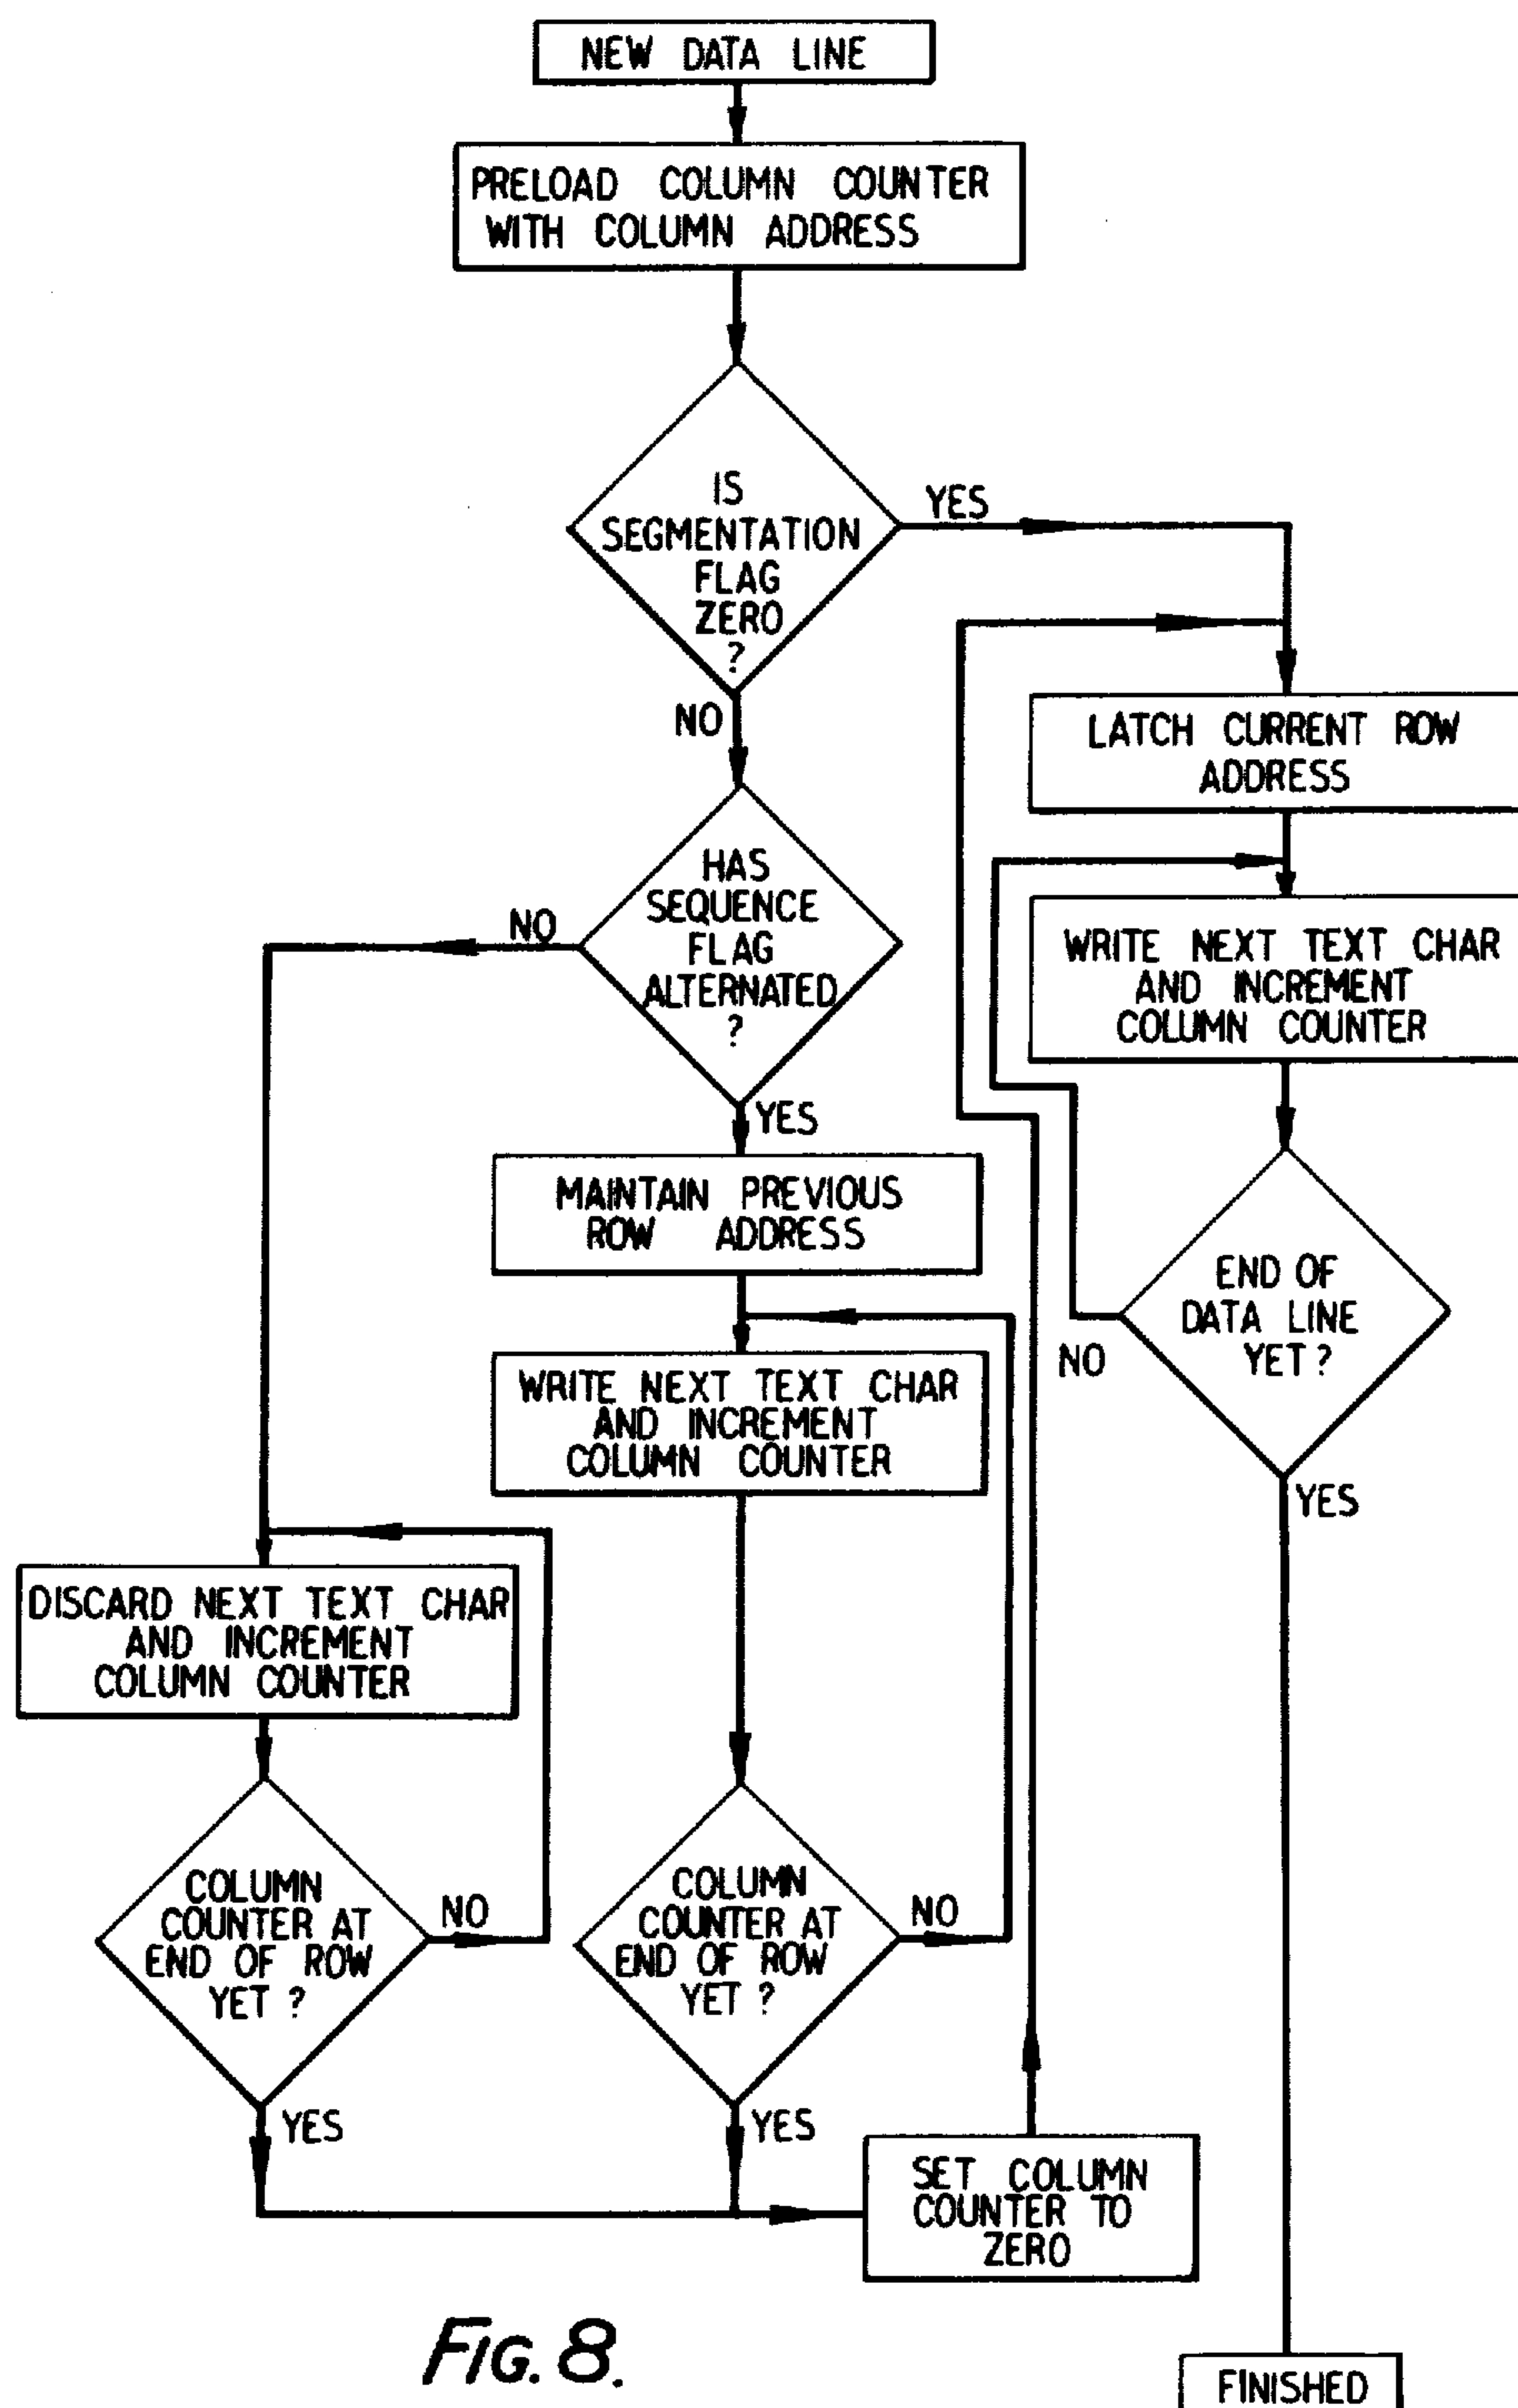 NEW DATA LINE
PRELOAD COLUMN COUNTER
WITH COLUMN ADDRESS
IS
SEGMENTATION
FLAG
ZERO
?
YES
NO
LATCH CURRENT ROW
ADDRESS
HAS
SEQUENCE
FLAG
ALTERNATED
?
NO
YES
WRITE NEXT TEXT CHAR
AND INCREMENT
COLUMN COUNTER
MAINTAIN PREVIOUS
ROW ADDRESS
END OF
DATA LINE
YET ?
NO
YES
WRITE NEXT TEXT CHAR
AND INCREMENT
COLUMN COUNTER
DISCARD NEXT TEXT CHAR
AND INCREMENT
COLUMN COUNTER
COLUMN
COUNTER AT
END OF ROW
YET ?
NO
YES
COLUMN
COUNTER AT
END OF ROW
YET ?
NO
YES
SET COLUMN
COUNTER TO
ZERO
FIG. 8.
FINISHED